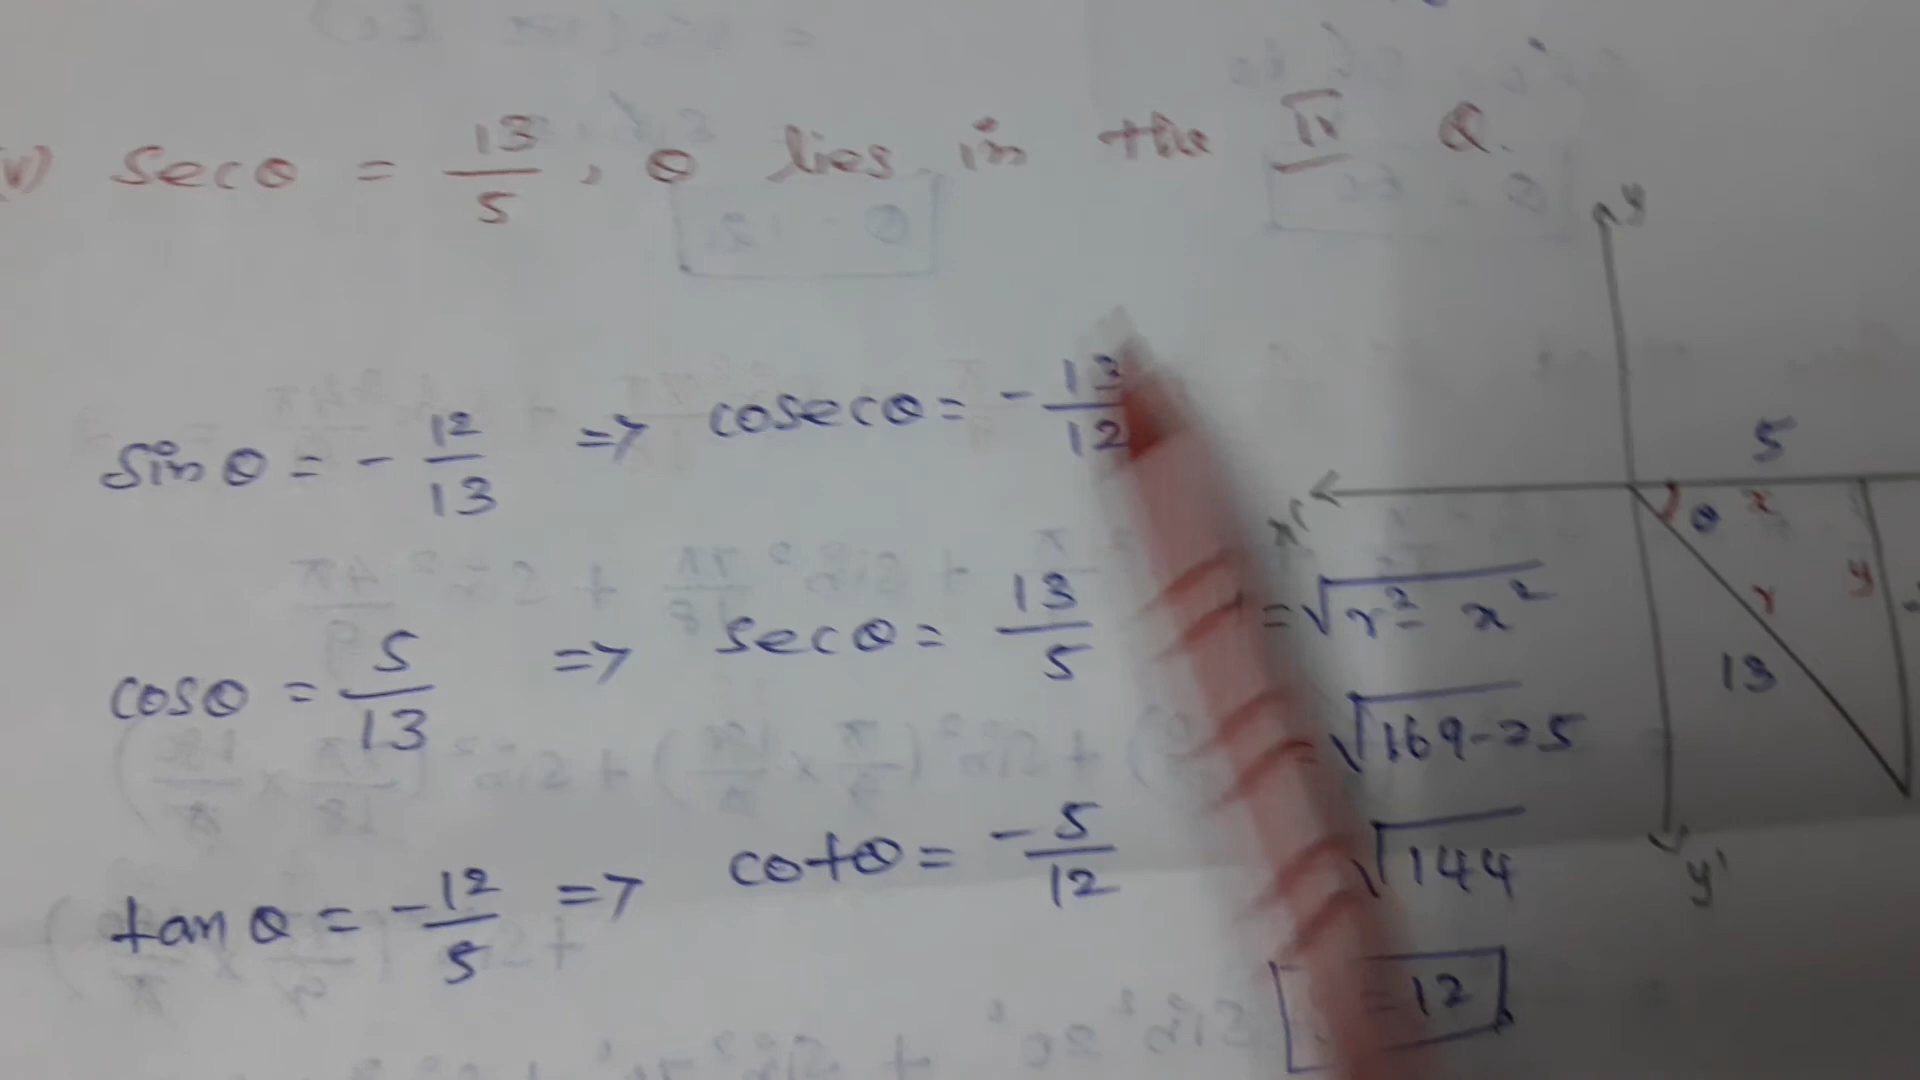 v) secθ = 13/5, θ lies in the IV Q.
sinθ = -12/13 => cosecθ = -13/12
cosθ = 5/13 => secθ = 13/5
tanθ = -12/5 => cotθ = -5/12
y
5
x'
θ x
y
r
13
y'
= √r² x²
= √169-25
√144
= 12